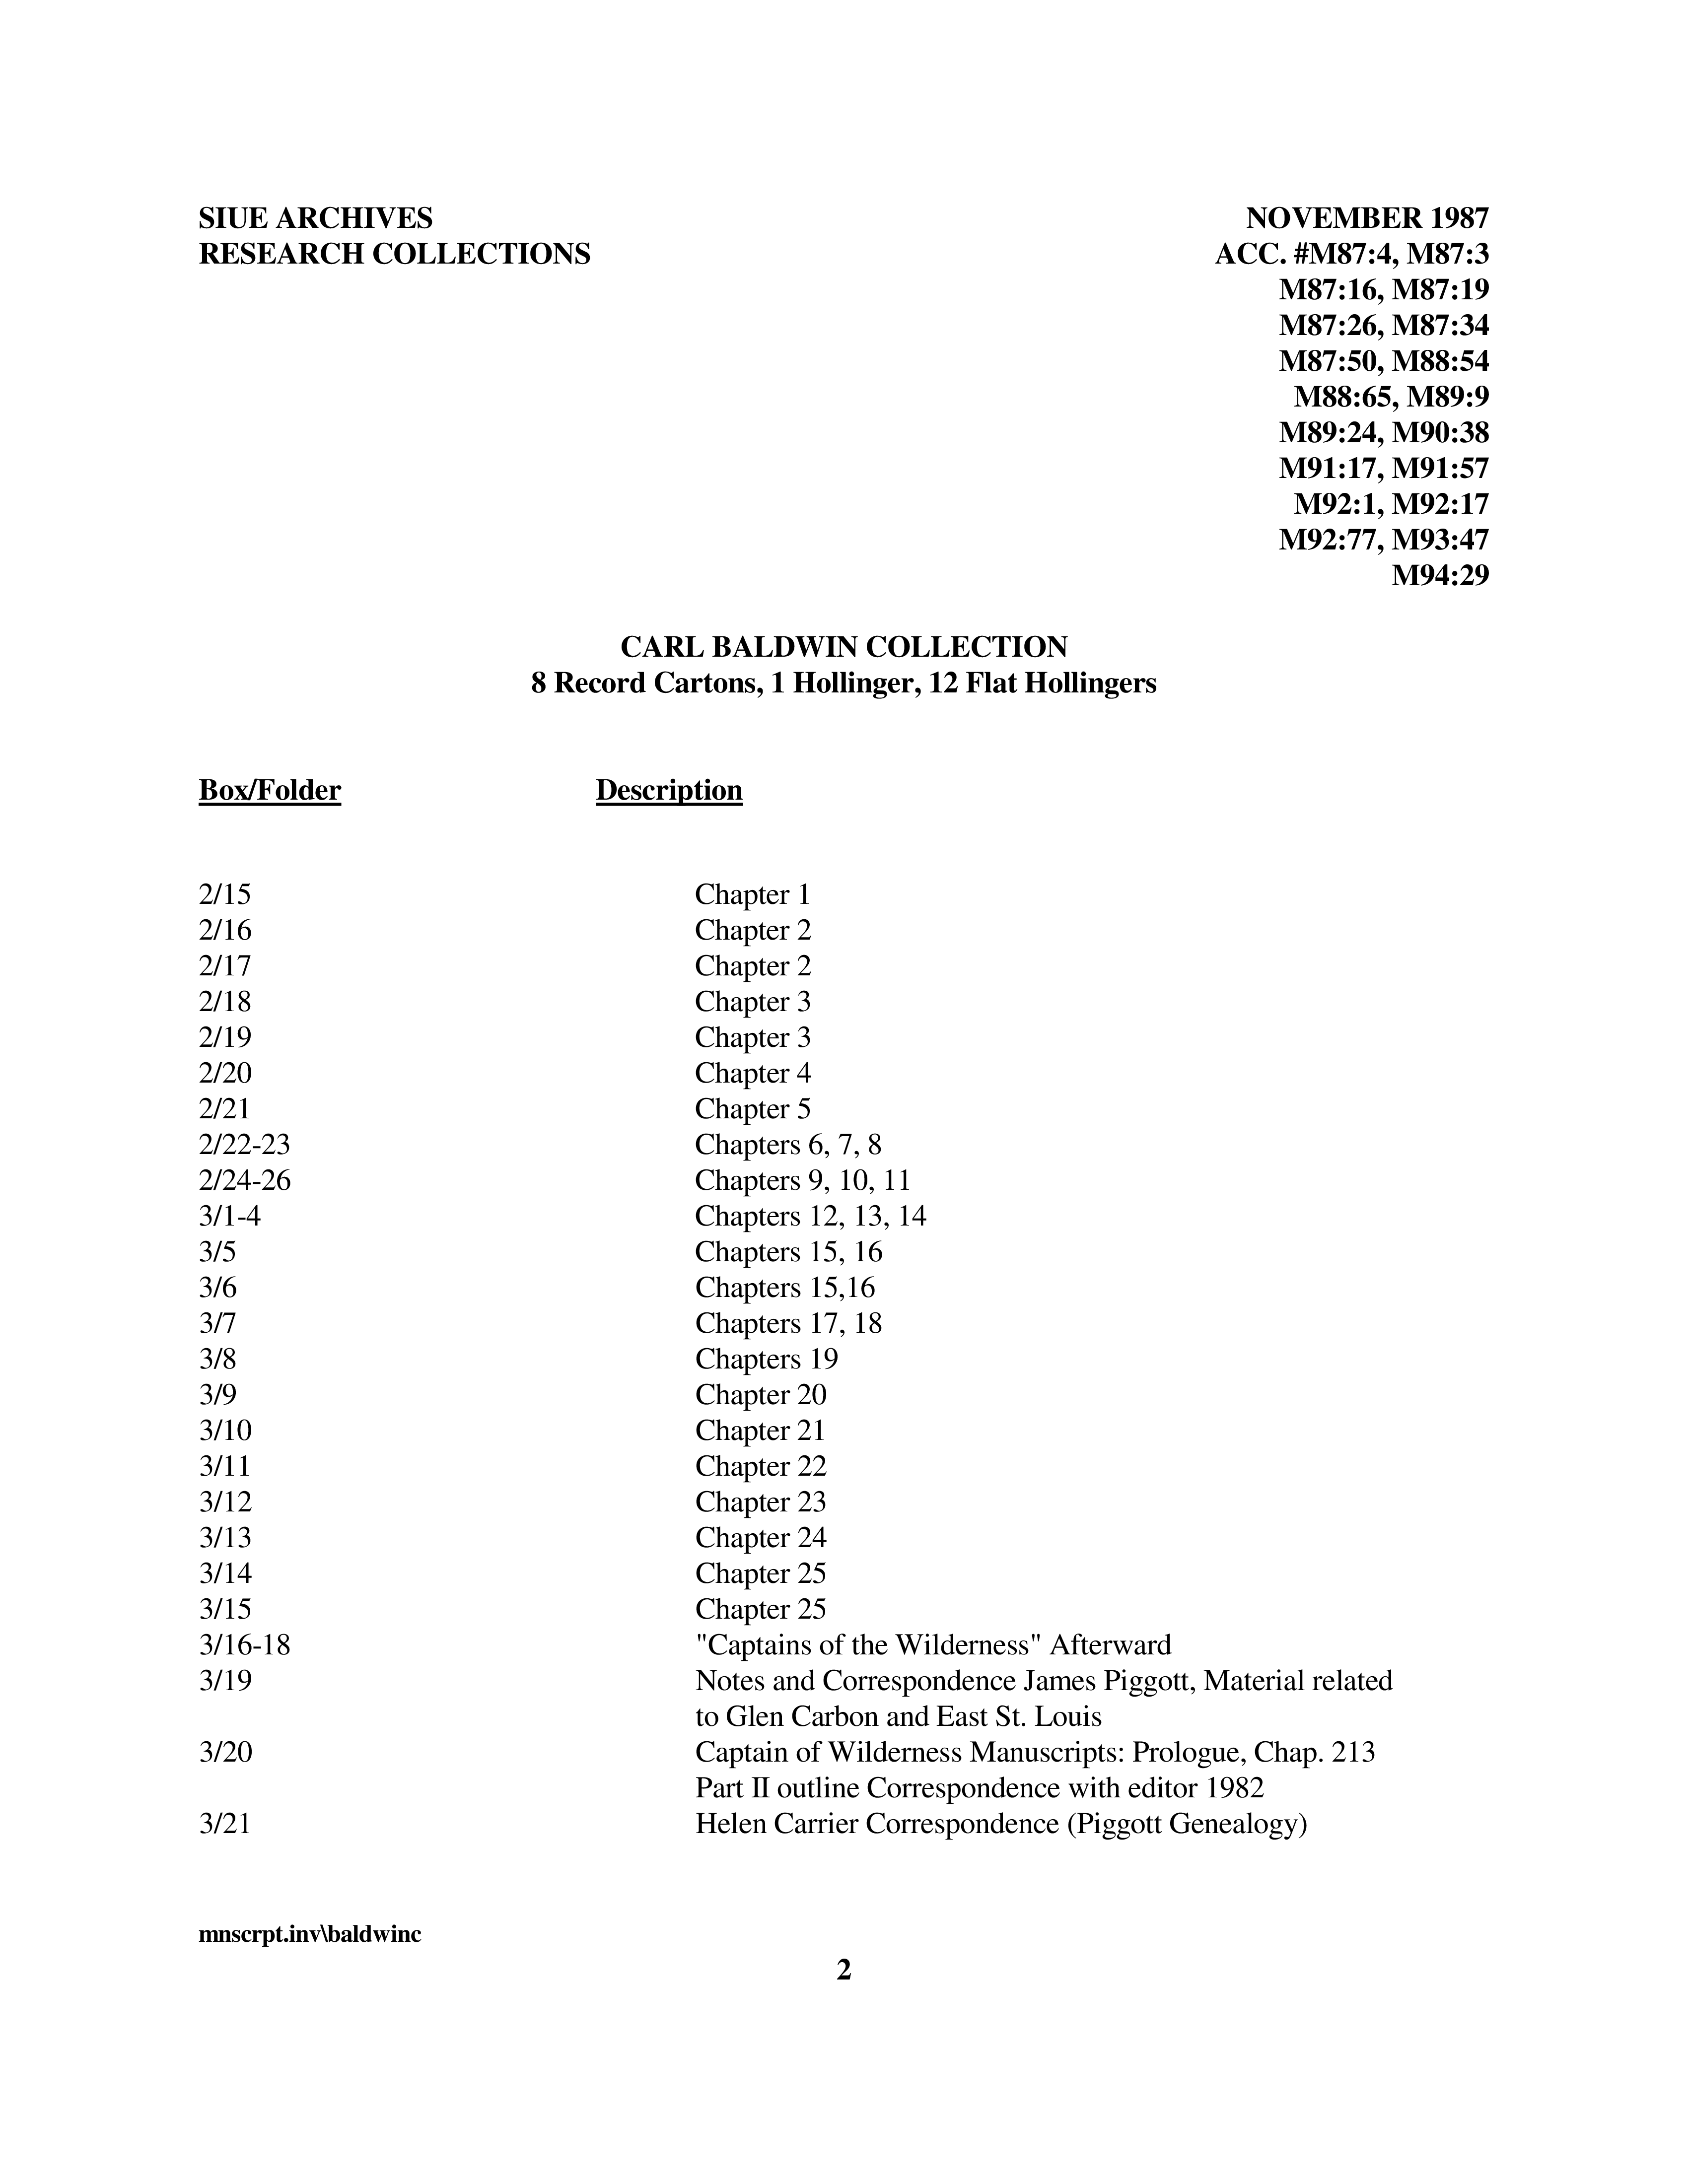 SIUE ARCHIVES NOVEMBER 1987
RESEARCH COLLECTIONS ACC. #M87:4, M87:3
M87:16, M87:19
M87:26, M87:34
M87:50, M88:54
M88:65, M89:9
M89:24, M90:38
M91:17, M91:57
M92:1, M92:17
M92:77, M93:47
M94:29
CARL BALDWIN COLLECTION
8 Record Cartons, 1 Hollinger, 12 Flat Hollingers
Box/Folder Description
2/15 Chapter 1
2/16 Chapter 2
2/17 Chapter 2
2/18 Chapter 3
2/19 Chapter 3
2/20 Chapter 4
2/21 Chapter 5
2/22-23 Chapters 6, 7, 8
2/24-26 Chapters 9, 10, 11
3/1-4 Chapters 12, 13, 14
3/5 Chapters 15, 16
3/6 Chapters 15,16
3/7 Chapters 17, 18
3/8 Chapters 19
3/9 Chapter 20
3/10 Chapter 21
3/11 Chapter 22
3/12 Chapter 23
3/13 Chapter 24
3/14 Chapter 25
3/15 Chapter 25
3/16-18 "Captains of the Wilderness" Afterward
3/19 Notes and Correspondence James Piggott, Material related
to Glen Carbon and East St. Louis
3/20 Captain of Wilderness Manuscripts: Prologue, Chap. 213
Part II outline Correspondence with editor 1982
3/21 Helen Carrier Correspondence (Piggott Genealogy)
mnscrpt.inv\baldwinc
2